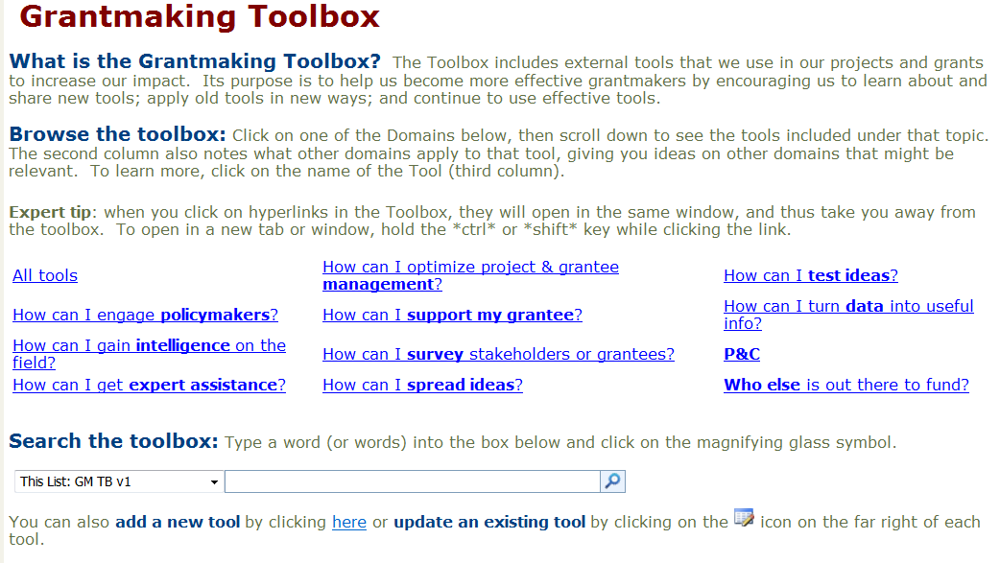 Grantmaking Toolbox
What is the Grantmaking Toolbox? The Toolbox includes external tools that we use in our projects and grants
to increase our impact. Its purpose is to help us become more effective grantmakers by encouraging us to learn about and
share new tools; apply old tools in new ways; and continue to use effective tools.
Browse the toolbox: Click on one of the Domains below, then scroll down to see the tools included under that topic.
The second column also notes what other domains apply to that tool, giving you ideas on other domains that might be
relevant. To learn more, click on the name of the Tool (third column).
Expert tip: when you click on hyperlinks in the Toolbox, they will open in the same window, and thus take you away from
the toolbox. To open in a new tab or window, hold the *ctrl* or *shift* key while clicking the link.
All tools
How can I optimize project & grantee
management?
How can I test ideas?
How can I engage policymakers?
How can I support my grantee?
How can I turn data into useful
info?
How can I gain intelligence on the
field?
How can I survey stakeholders or grantees?
P&C
How can I get expert assistance?
How can I spread ideas?
Who else is out there to fund?
Search the toolbox: Type a word (or words) into the box below and click on the magnifying glass symbol.
This List: GM TB v1
You can also add a new tool by clicking here or update an existing tool by clicking on the icon on the far right of each
tool.